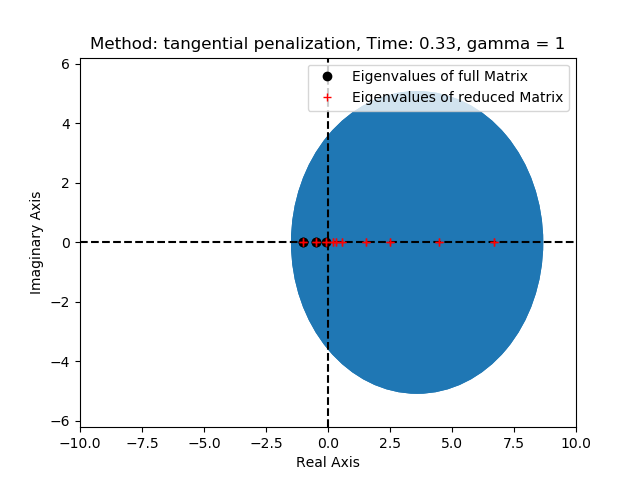 Method: tangential penalization, Time: 0.33, gamma = 1
Eigenvalues of full Matrix
Eigenvalues of reduced Matrix
6
4
2
0
−2
−4
−6
Imaginary Axis
−10.0 −7.5 −5.0 −2.5 0.0 2.5 5.0 7.5 10.0
Real Axis